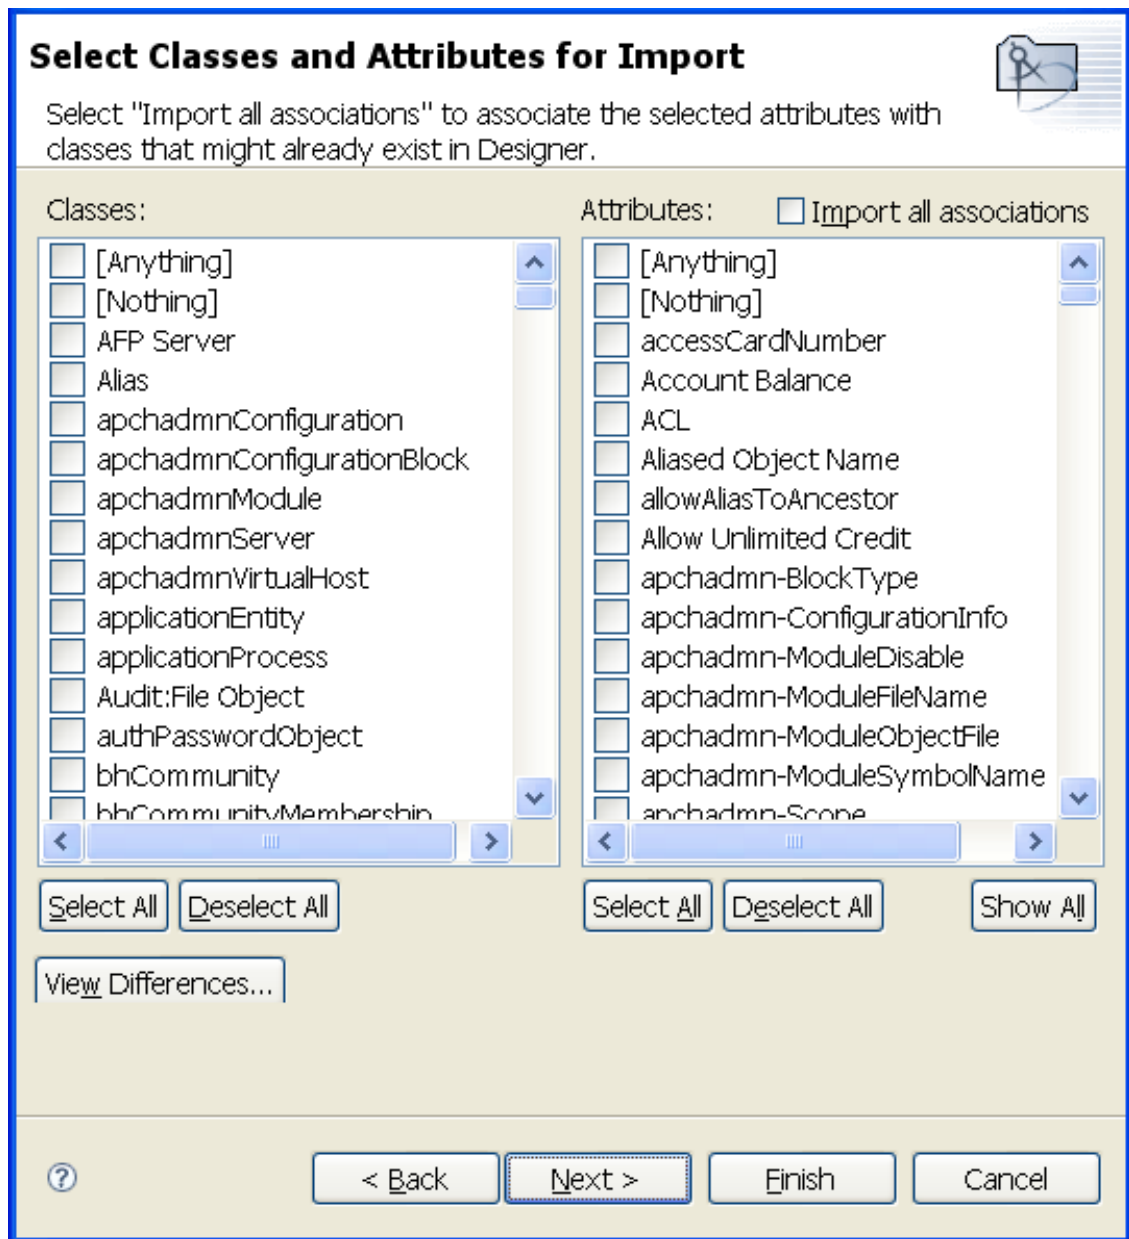 Select Classes and Attributes for Import
Select "Import all associations" to associate the selected attributes with
classes that might already exist in Designer.
Classes:
[Anything]
[Nothing]
AFP Server
Alias
apchadmnConfiguration
apchadmnConfigurationBlock
apchadmnModule
apchadmnServer
apchadmnVirtualHost
applicationEntity
applicationProcess
Audit:File Object
authPasswordObject
bhCommunity
bhCommunityMembership
Select All Deselect All
View Differences...
Attributes: Import all associations
[Anything]
[Nothing]
accessCardNumber
Account Balance
ACL
Aliased Object Name
allowAliasToAncestor
Allow Unlimited Credit
apchadmn-BlockType
apchadmn-ConfigurationInfo
apchadmn-ModuleDisable
apchadmn-ModuleFileName
apchadmn-ModuleObjectFile
apchadmn-ModuleSymbolName
apchadmn-Scope
Select All Deselect All Show All
? < Back Next > Finish Cancel